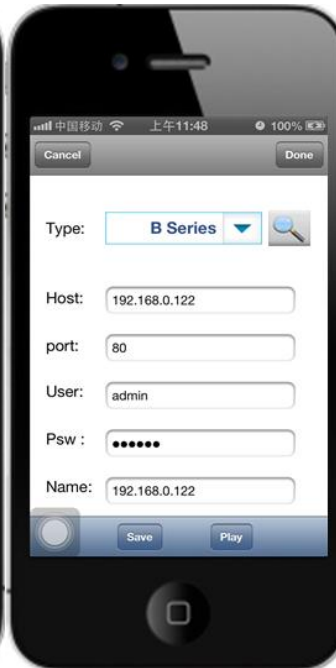 中国移动 上午11:48 100%
Cancel Done
Type: B Series
Host: 192.168.0.122
port: 80
User: admin
Psw : ••••••
Name: 192.168.0.122
Save Play